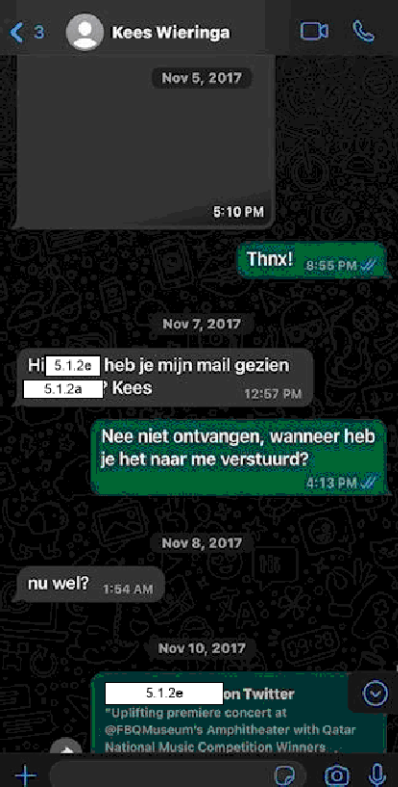 3 Kees Wieringa
Nov 5, 2017
5:10 PM
Thnx! 8:55 PM
Nov 7, 2017
Hi 5.1.2e heb je mijn mail gezien
5.1.2a ? Kees 12:57 PM
Nee niet ontvangen, wanneer heb
je het naar me verstuurd?
4:13 PM
Nov 8, 2017
nu wel? 1:54 AM
Nov 10, 2017
5.1.2e on Twitter
"Uplifting premiere concert at
@FBQMuseum's Amphitheater with Qatar
National Music Competition Winners